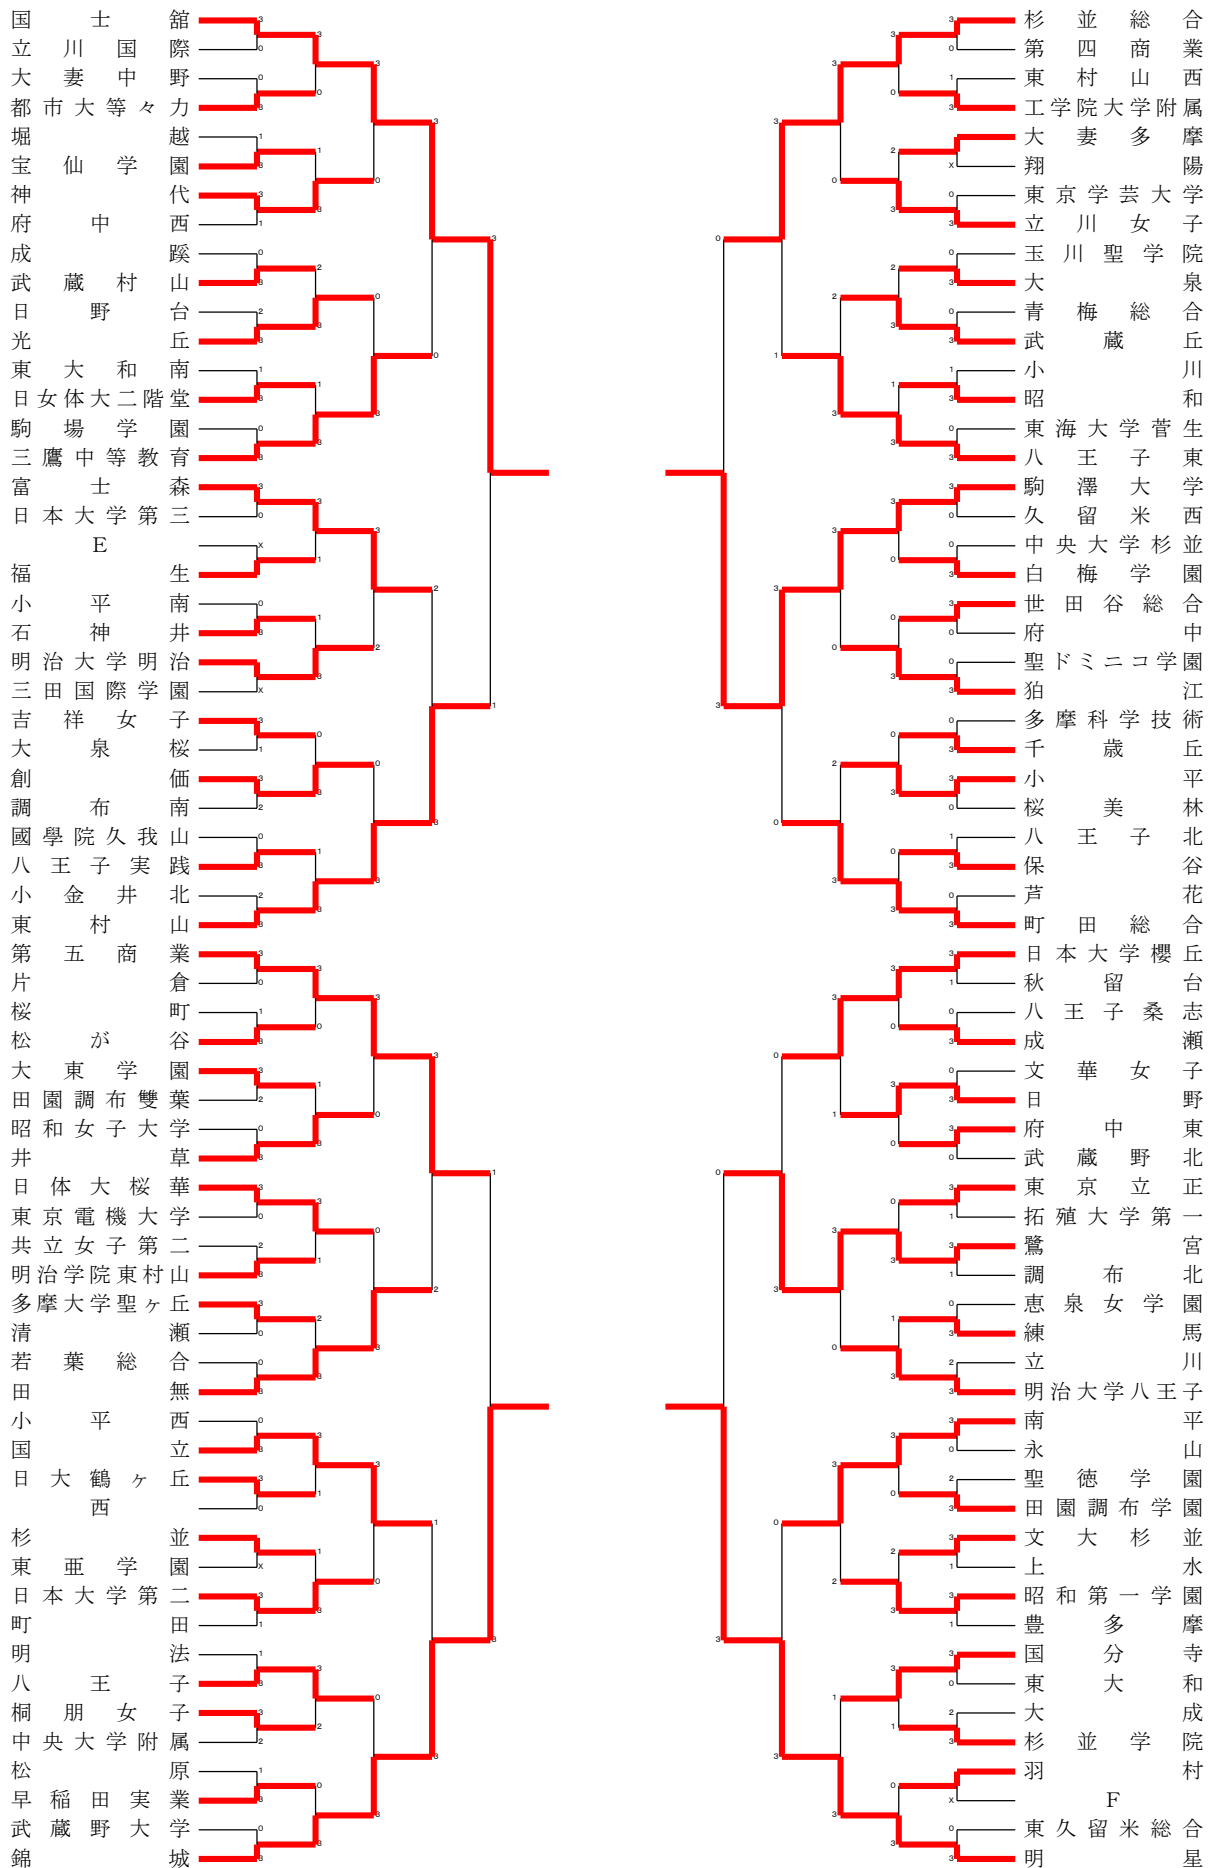 国士舘
立川国際
大妻中野
都市大等々力
堀越
宝仙学園
神代
府中西
成蹊
武蔵村山
日野台
光丘
東大和南
日女体大二階堂
駒場学園
三鷹中等教育
富士森
日本大学第三
E
福生
小平南
石神井
明治大学明治
三田国際学園
吉祥女子
大泉桜
創価
調布南
國學院久我山
八王子実践
小金井北
東村山
第五商業
片倉
桜町
松が谷
大東学園
田園調布雙葉
昭和女子大学
井草
日体大桜華
東京電機大学
共立女子第二
明治学院東村山
多摩大学聖ヶ丘
清瀬
若葉総合
田無
小平西
国立
日大鶴ヶ丘
西
杉並
東亜学園
日本大学第二
町田
明法
八王子
桐朋女子
中央大学附属
松原
早稲田実業
武蔵野大学
錦城
杉並総合
第四商業
東村山西
工学院大学附属
大妻多摩
翔陽
東京学芸大学
立川女子
玉川聖学院
大泉
青梅総合
武蔵丘
小川
昭和
東海大学菅生
八王子東
駒澤大学
久留米西
中央大学杉並
白梅学園
世田谷総合
府中
聖ドミニコ学園
狛江
多摩科学技術
千歳丘
小平
桜美林
八王子北
保谷
芦花
町田総合
日本大学櫻丘
秋留台
八王子桑志
成瀬
文華女子
日野
府中東
武蔵野北
東京立正
拓殖大学第一
鷺宮
調布北
恵泉女学園
練馬
立川
明治大学八王子
南平
永山
聖徳学園
田園調布学園
文大杉並
上水
昭和第一学園
豊多摩
国分寺
東大和
大成
杉並学院
羽村
F
東久留米総合
明星